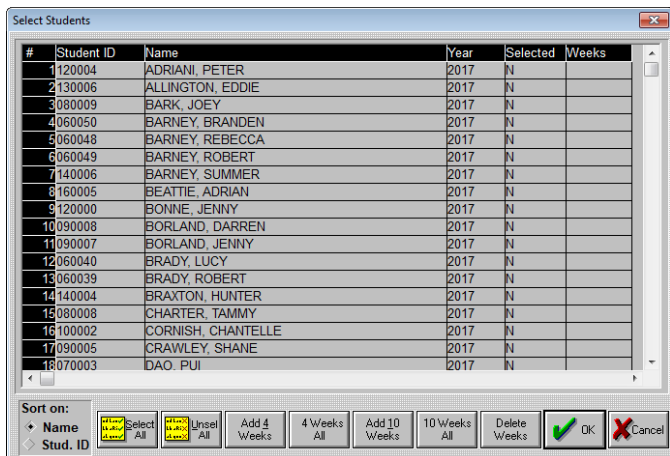 Select Students
# Student ID Name Year Selected Weeks
1 120004 ADRIANI, PETER 2017 N
2 130006 ALLINGTON, EDDIE 2017 N
3 080009 BARK, JOEY 2017 N
4 060050 BARNEY, BRANDEN 2017 N
5 060048 BARNEY, REBECCA 2017 N
6 060049 BARNEY, ROBERT 2017 N
7 140006 BARNEY, SUMMER 2017 N
8 160005 BEATTIE, ADRIAN 2017 N
9 120000 BONNE, JENNY 2017 N
10 090008 BORLAND, DARREN 2017 N
11 090007 BORLAND, JENNY 2017 N
12 060040 BRADY, LUCY 2017 N
13 060039 BRADY, ROBERT 2017 N
14 140004 BRAXTON, HUNTER 2017 N
15 080008 CHARTER, TAMMY 2017 N
16 100002 CORNISH, CHANTELLE 2017 N
17 090005 CRAWLEY, SHANE 2017 N
18 070003 DAO, PUI 2017 N
Sort on:
Name
Stud. ID
Select All
Unsel All
Add 4 Weeks
4 Weeks All
Add 10 Weeks
10 Weeks All
Delete Weeks
OK
Cancel